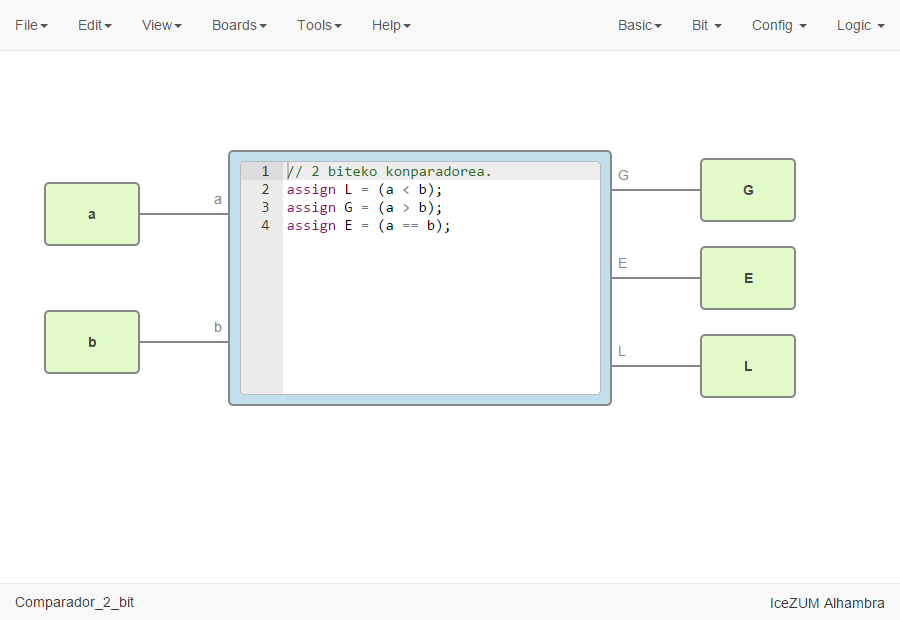 File Edit View Boards Tools Help Basic Bit Config Logic
a
b
a
b
1 // 2 biteko konparadorea.
2 assign L = (a < b);
3 assign G = (a > b);
4 assign E = (a == b);
G
E
L
G
E
L
Comparador_2_bit IceZUM Alhambra